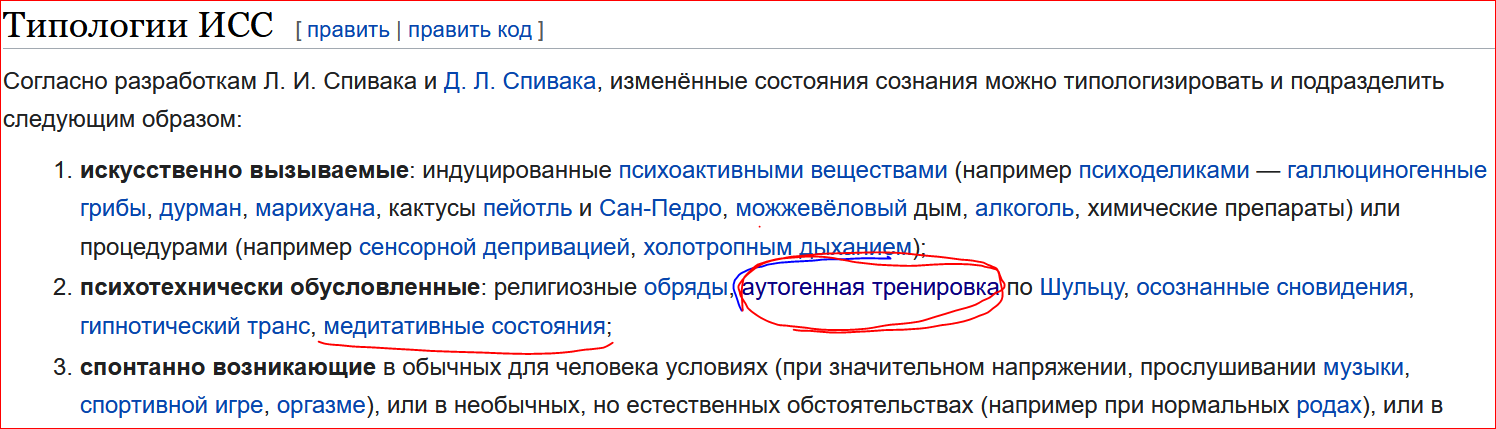 Типологии ИСС [ править | править код ]
Согласно разработкам Л. И. Спивака и Д. Л. Спивака, изменённые состояния сознания можно типологизировать и подразделить
следующим образом:
1. искусственно вызываемые: индуцированные психоактивными веществами (например психоделиками — галлюциногенные
грибы, дурман, марихуана, кактусы пейотль и Сан-Педро, можжевёловый дым, алкоголь, химические препараты) или
процедурами (например сенсорной депривацией, холотропным дыханием);
2. психотехнически обусловленные: религиозные обряды, аутогенная тренировка по Шульцу, осознанные сновидения,
гипнотический транс, медитативные состояния;
3. спонтанно возникающие в обычных для человека условиях (при значительном напряжении, прослушивании музыки,
спортивной игре, оргазме), или в необычных, но естественных обстоятельствах (например при нормальных родах), или в